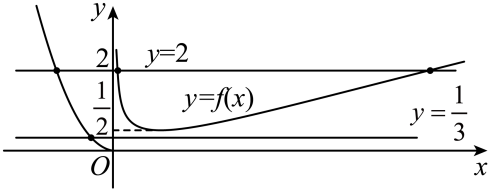 y
2
y=2
1/2
y=f(x)
y = 1/3
O
x